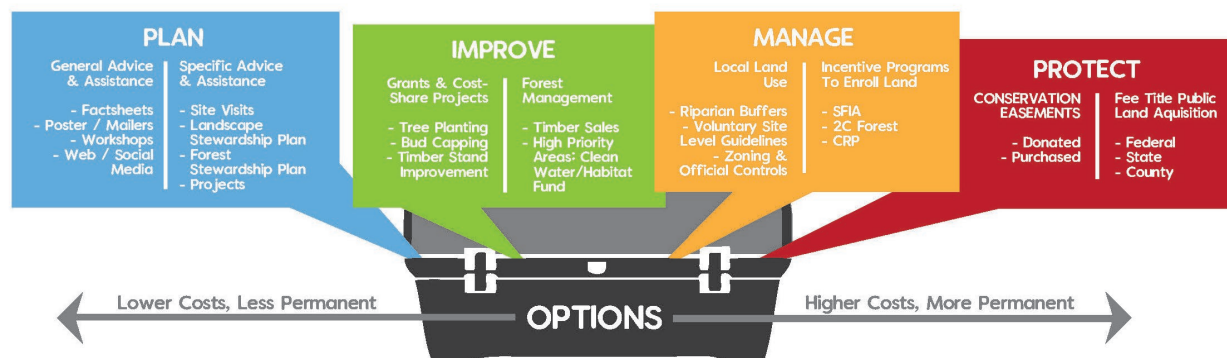 PLAN
General Advice
& Assistance
- Factsheets
- Poster / Mailers
- Workshops
- Web / Social
Media
Specific Advice
& Assistance
- Site Visits
- Landscape
Stewardship Plan
- Forest
Stewardship Plan
- Projects
IMPROVE
Grants & Cost-
Share Projects
- Tree Planting
- Bud Capping
- Timber Stand
Improvement
Forest
Management
- Timber Sales
- High Priority
Areas: Clean
Water/Habitat
Fund
MANAGE
Local Land
Use
- Riparian Buffers
- Voluntary Site
Level Guidelines
- Zoning &
Official Controls
Incentive Programs
To Enroll Land
- SFIA
- 2C Forest
- CRP
PROTECT
CONSERVATION
EASEMENTS
- Donated
- Purchased
Fee Title Public
Land Aquisition
- Federal
- State
- County
Lower Costs, Less Permanent
OPTIONS
Higher Costs, More Permanent